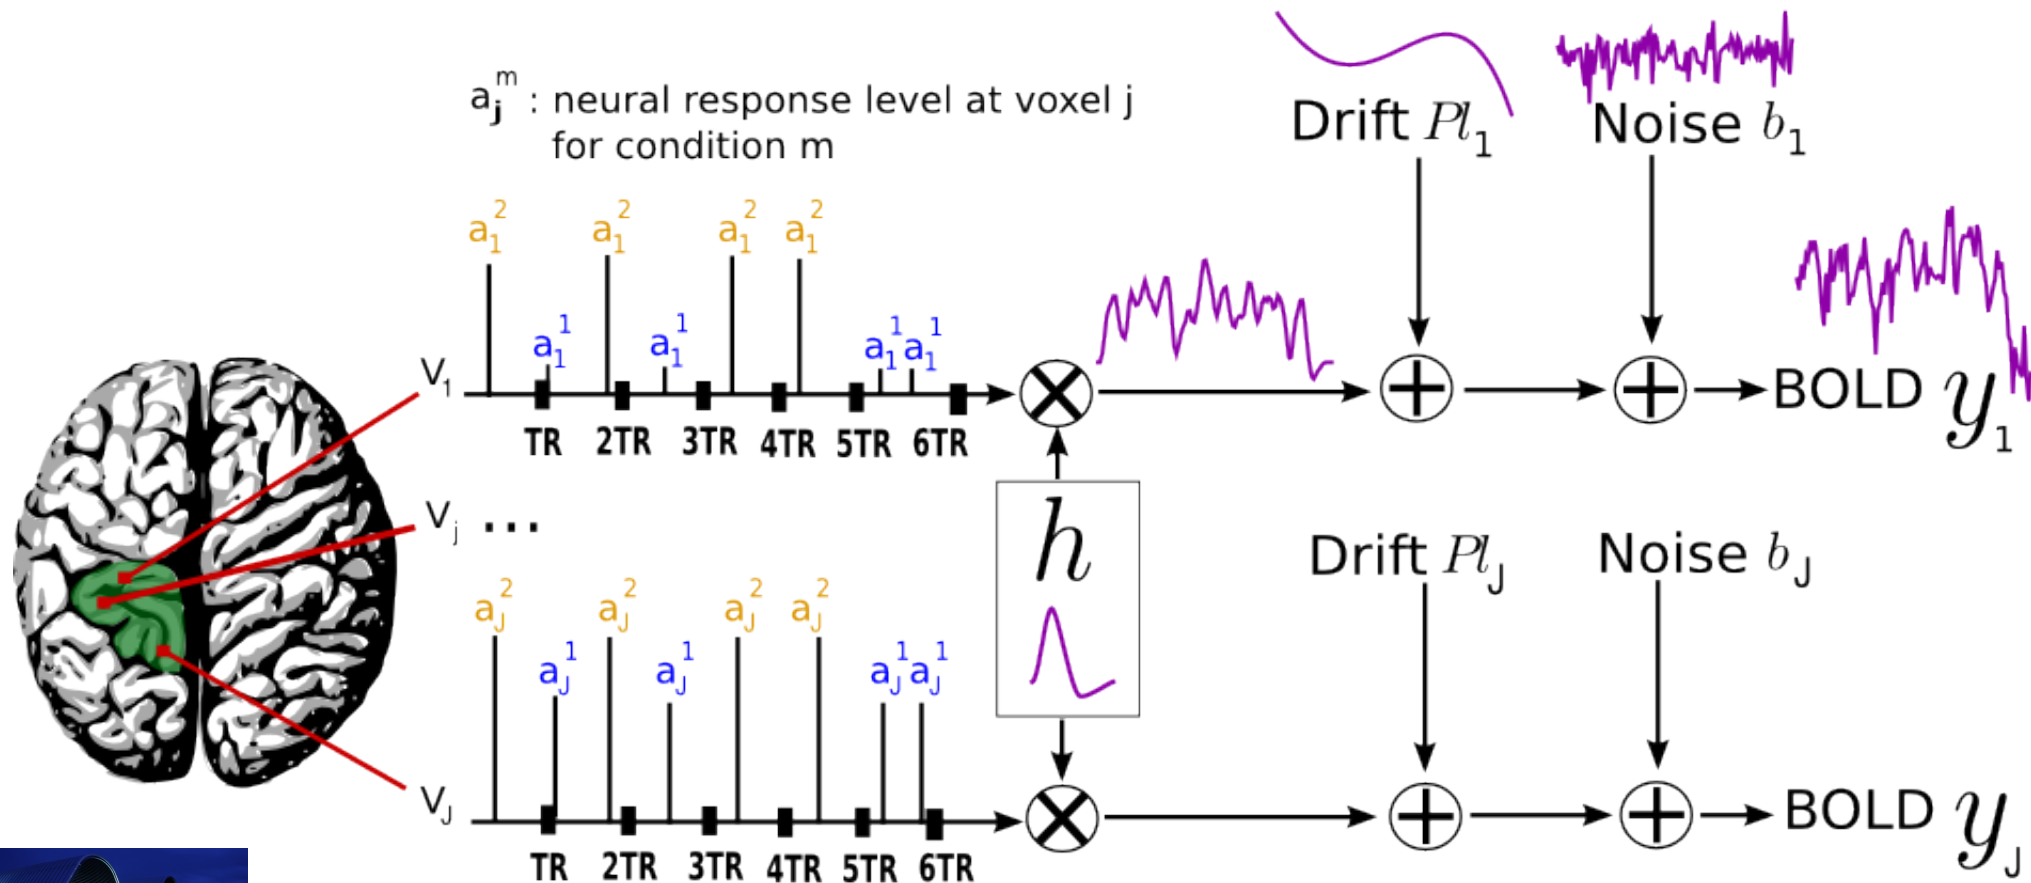 a_j^m : neural response level at voxel j
for condition m
Drift Pl_1
Noise b_1
a_1^2 a_1^2 a_1^2 a_1^2
a_1^1 a_1^1 a_1^1 a_1^1
V_1
TR 2TR 3TR 4TR 5TR 6TR
BOLD y_1
V_j ...
h
Drift Pl_J
Noise b_J
a_J^2 a_J^2 a_J^2 a_J^2
a_J^1 a_J^1 a_J^1 a_J^1
V_J
TR 2TR 3TR 4TR 5TR 6TR
BOLD y_J